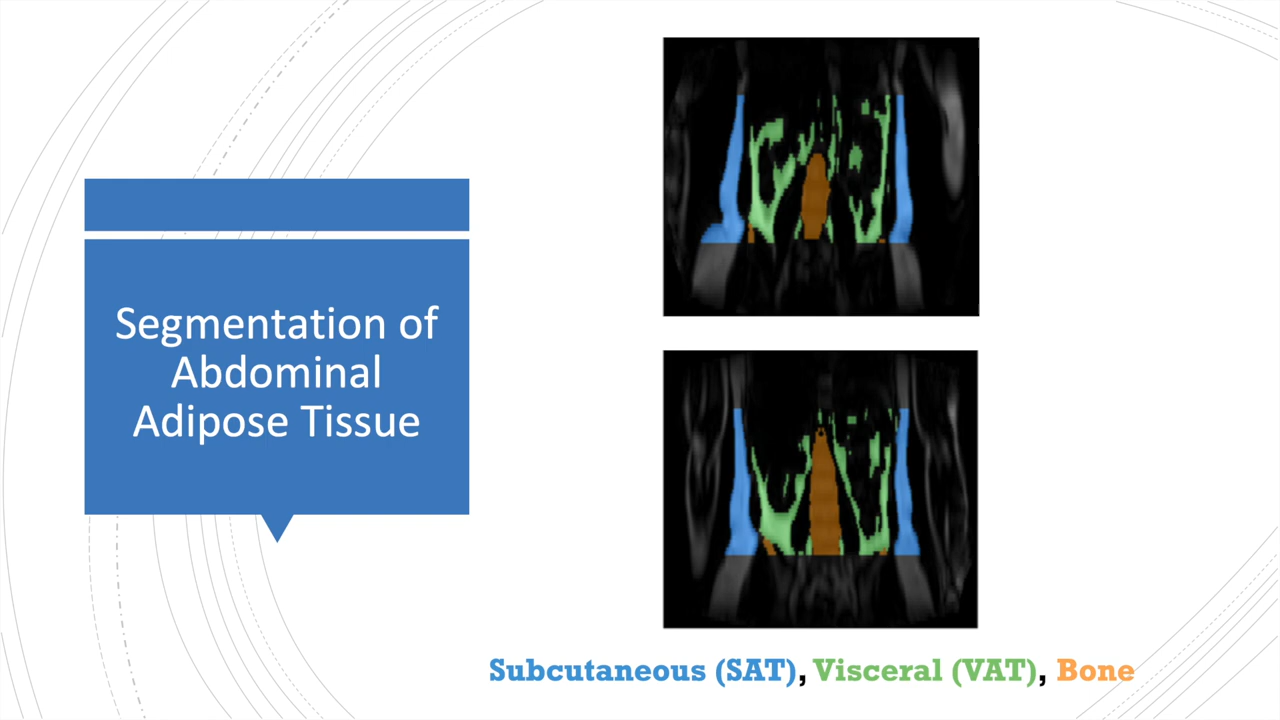 Segmentation of
Abdominal
Adipose Tissue
Subcutaneous (SAT), Visceral (VAT), Bone